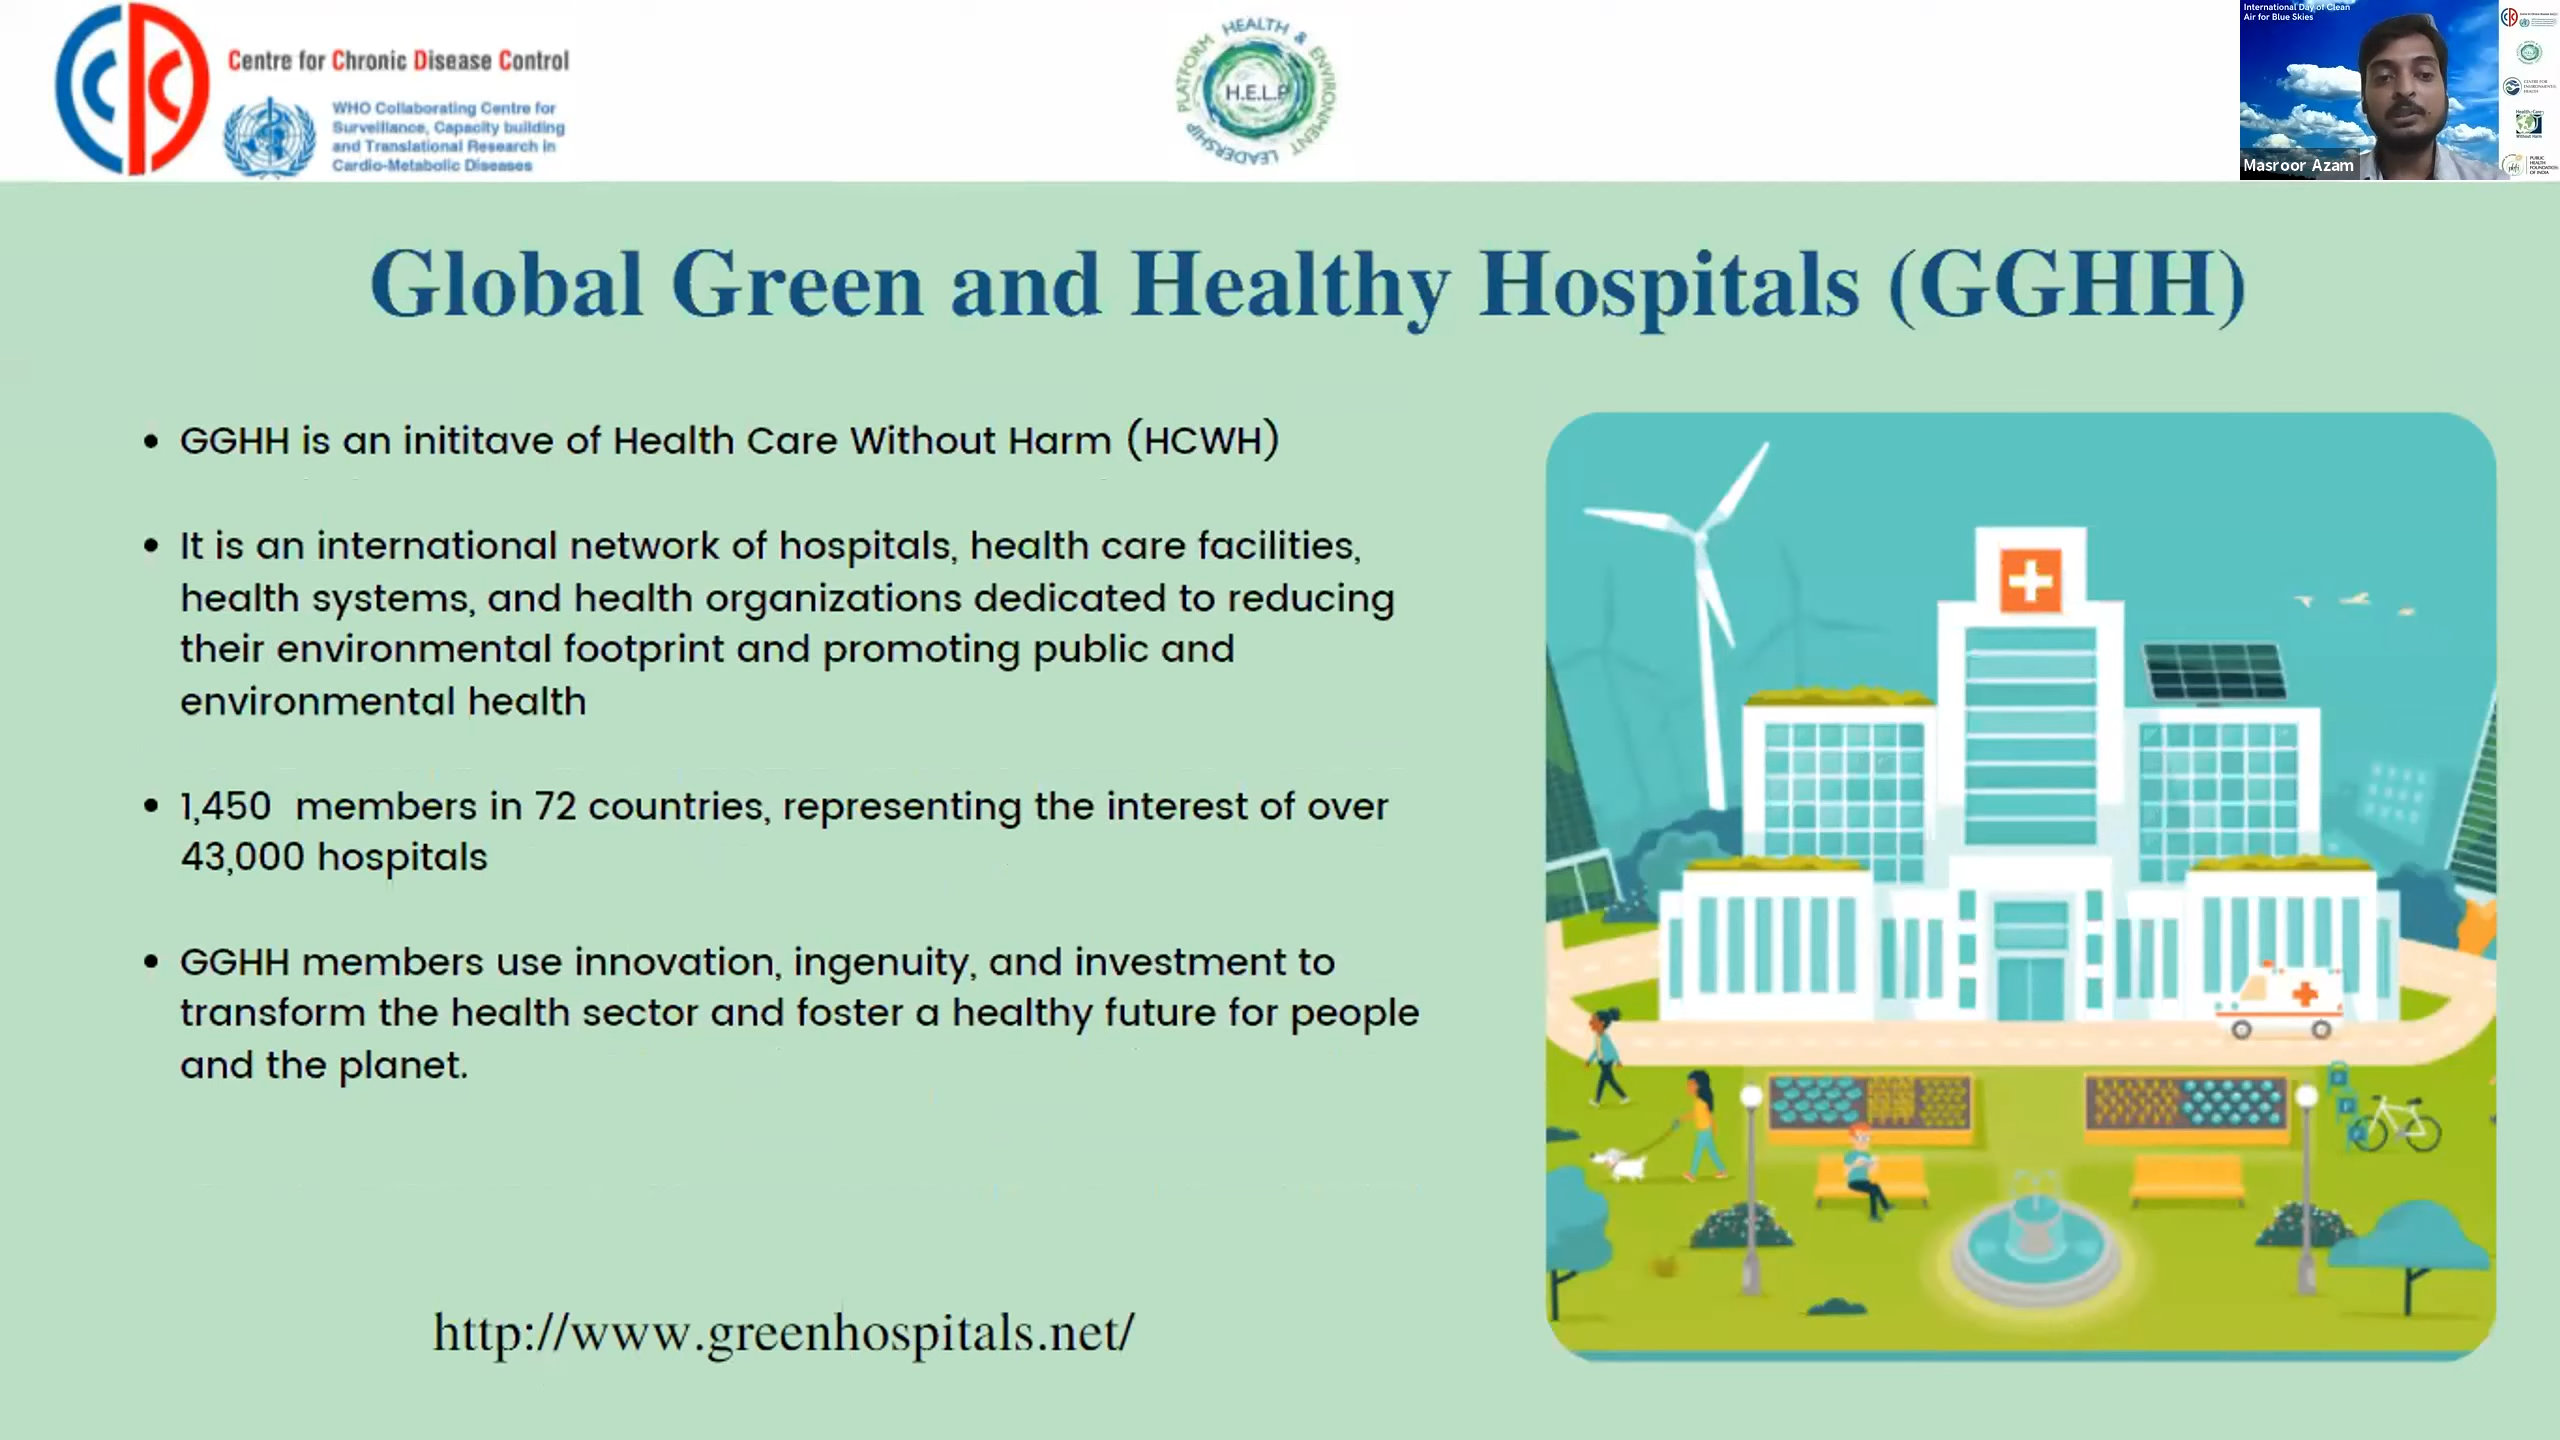 Centre for Chronic Disease Control
WHO Collaborating Centre for
Surveillance, Capacity building
and Translational Research in
Cardio-Metabolic Diseases
HEALTH & ENVIRONMENT
LEADERSHIP PLATFORM
H.E.L.P
International Day of Clean
Air for Blue Skies
Masroor Azam
Global Green and Healthy Hospitals (GGHH)
• GGHH is an inititave of Health Care Without Harm (HCWH)
• It is an international network of hospitals, health care facilities,
health systems, and health organizations dedicated to reducing
their environmental footprint and promoting public and
environmental health
• 1,450 members in 72 countries, representing the interest of over
43,000 hospitals
• GGHH members use innovation, ingenuity, and investment to
transform the health sector and foster a healthy future for people
and the planet.
http://www.greenhospitals.net/